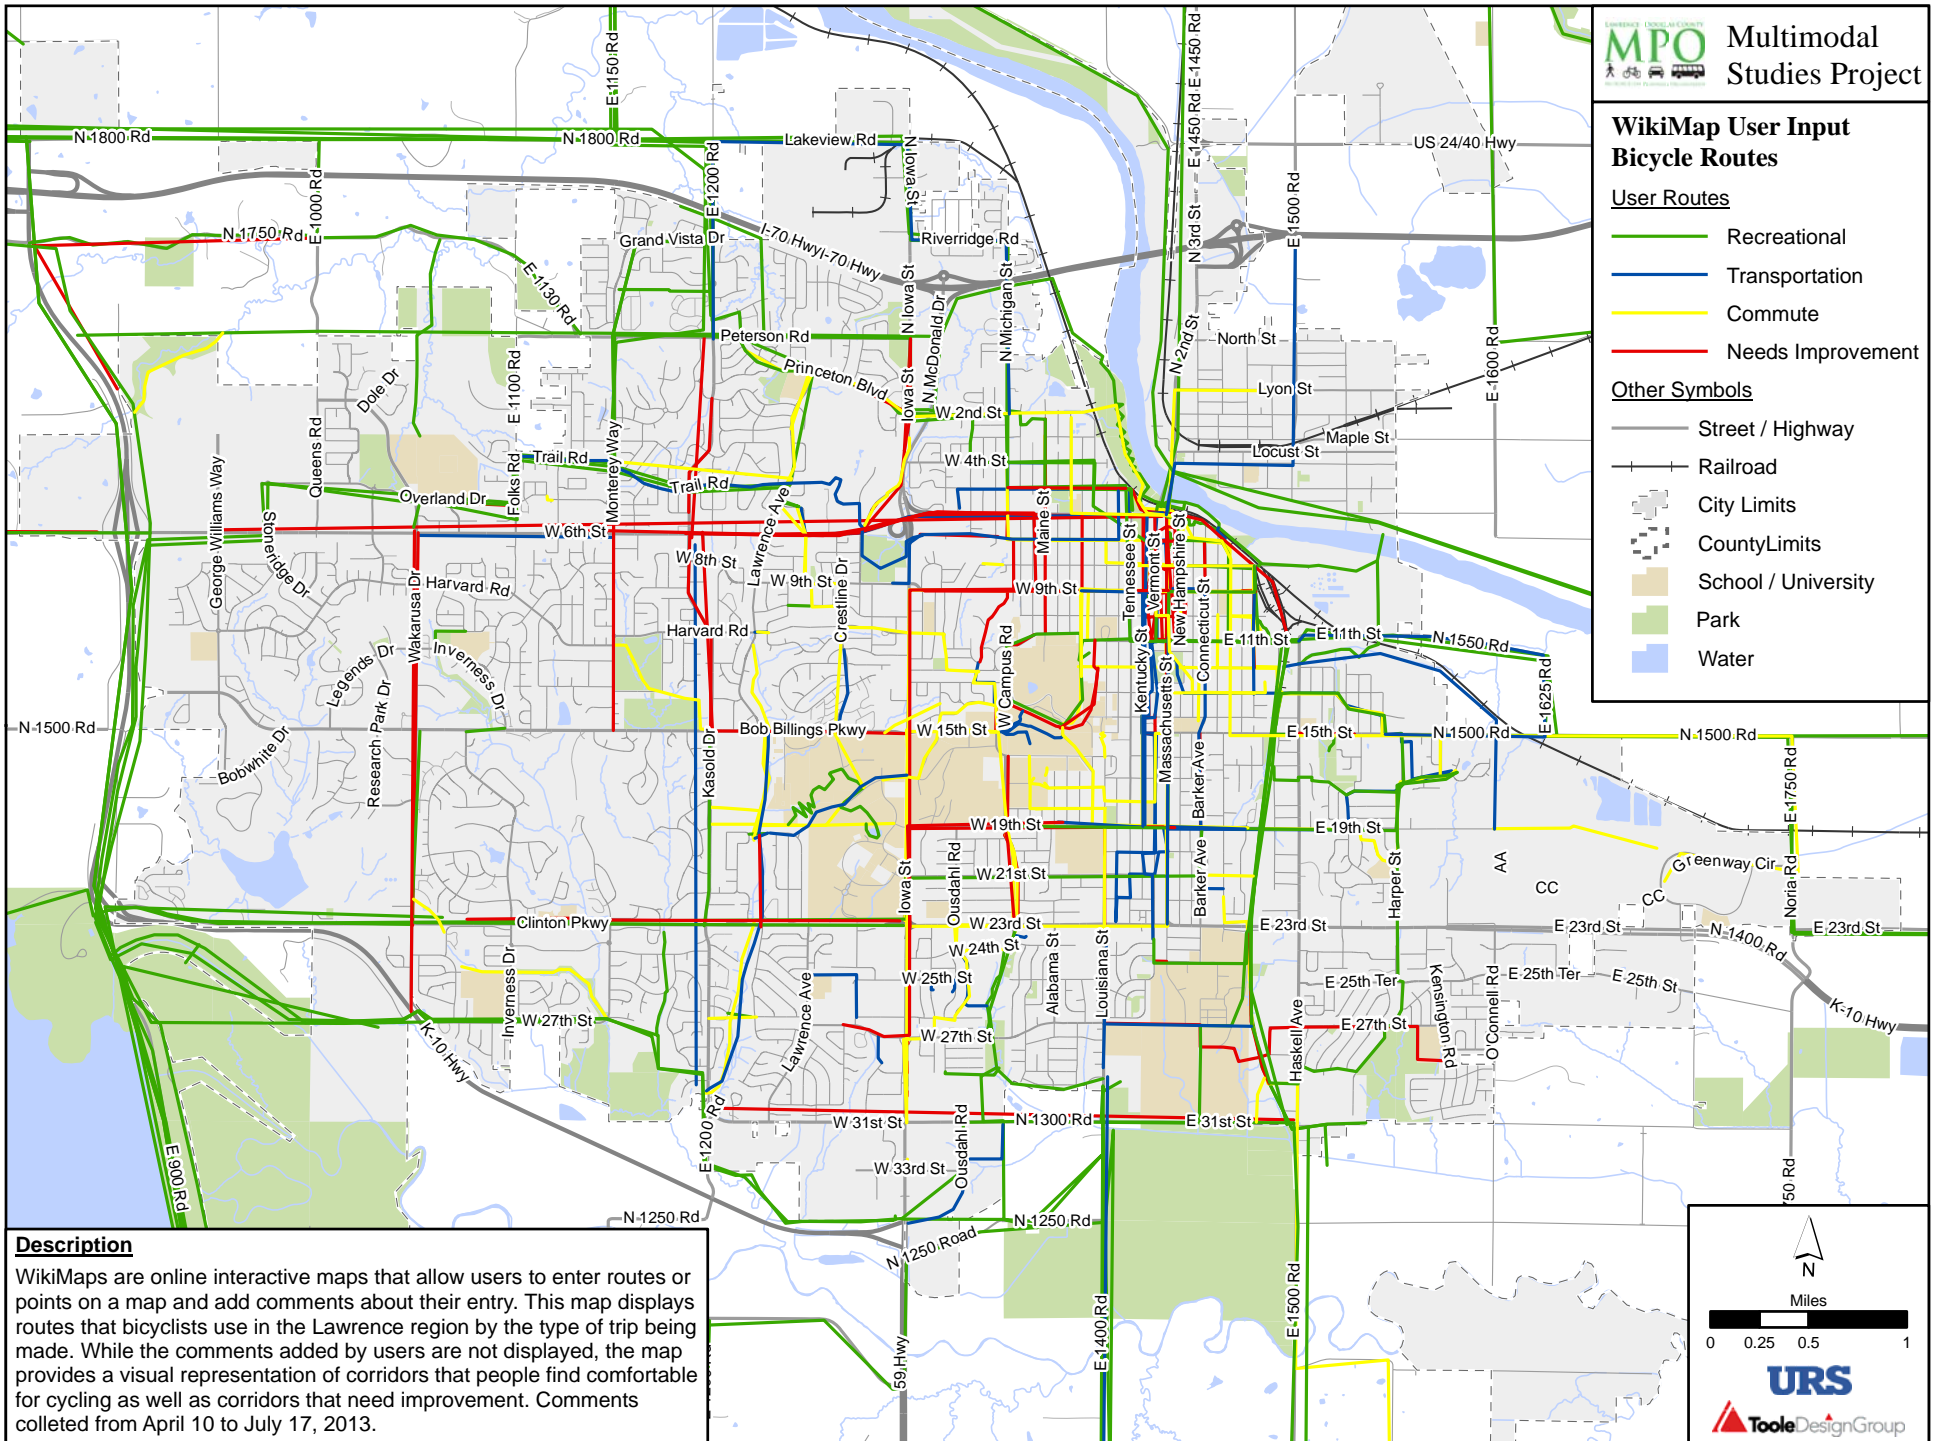 LAWRENCE - DOUGLAS COUNTY
MPO
Multimodal
Studies Project
WikiMap User Input
Bicycle Routes
User Routes
Recreational
Transportation
Commute
Needs Improvement
Other Symbols
Street / Highway
Railroad
City Limits
CountyLimits
School / University
Park
Water
E 1150 Rd
E 1450 Rd
E 1450 Rd
N 1800 Rd
N 1800 Rd
Lakeview Rd
US 24/40 Hwy
N Iowa St
E 1200 Rd
E 1000 Rd
E 1500 Rd
N 1750 Rd
Grand Vista Dr
I-70 Hwy
I-70 Hwy
Riverridge Rd
N 3rd St
E 1130 Rd
N Iowa St
N McDonald Dr
N Michigan St
Peterson Rd
N 2nd St
North St
E 1600 Rd
Princeton Blvd
Dole Dr
E 1100 Rd
Iowa St
Lyon St
W 2nd St
Queens Rd
Monterey Way
Maple St
Locust St
George Williams Way
Folks Rd
Trail Rd
Trail Rd
W 4th St
Overland Dr
Stoneridge Dr
W 6th St
Lawrence Ave
Maine St
Tennessee St
Vermont St
New Hampshire St
W 8th St
Harvard Rd
Wakarusa Dr
W 9th St
Crestline Dr
W 9th St
Connecticut St
Harvard Rd
W Campus Rd
Kentucky St
E 11th St
E 11th St
N 1550 Rd
Legends Dr
Inverness Dr
E 1625 Rd
Massachusetts St
N 1500 Rd
Bobwhite Dr
Research Park Dr
Kasold Dr
Bob Billings Pkwy
W 15th St
E 15th St
N 1500 Rd
N 1500 Rd
Barker Ave
E 1750 Rd
W 19th St
E 19th St
Iowa St
Ousdahl Rd
W 21st St
Barker Ave
Harper St
AA
CC
CC
Greenway Cir
Noria Rd
Clinton Pkwy
W 23rd St
E 23rd St
E 23rd St
E 23rd St
N 1400 Rd
W 24th St
Inverness Dr
Lawrence Ave
W 25th St
Alabama St
Louisiana St
E 25th Ter
Kensington Rd
O'Connell Rd
E 25th Ter
E 25th St
K-10 Hwy
W 27th St
K-10 Hwy
W 27th St
Haskell Ave
E 27th St
E 1200 Rd
W 31st St
Ousdahl Rd
N 1300 Rd
E 31st St
E 900 Rd
W 33rd St
750 Rd
N 1250 Rd
N 1250 Road
N 1250 Rd
59 Hwy
E 1400 Rd
E 1500 Rd
Description
WikiMaps are online interactive maps that allow users to enter routes or
points on a map and add comments about their entry. This map displays
routes that bicyclists use in the Lawrence region by the type of trip being
made. While the comments added by users are not displayed, the map
provides a visual representation of corridors that people find comfortable
for cycling as well as corridors that need improvement. Comments
colleted from April 10 to July 17, 2013.
N
Miles
0 0.25 0.5 1
URS
TooleDesignGroup